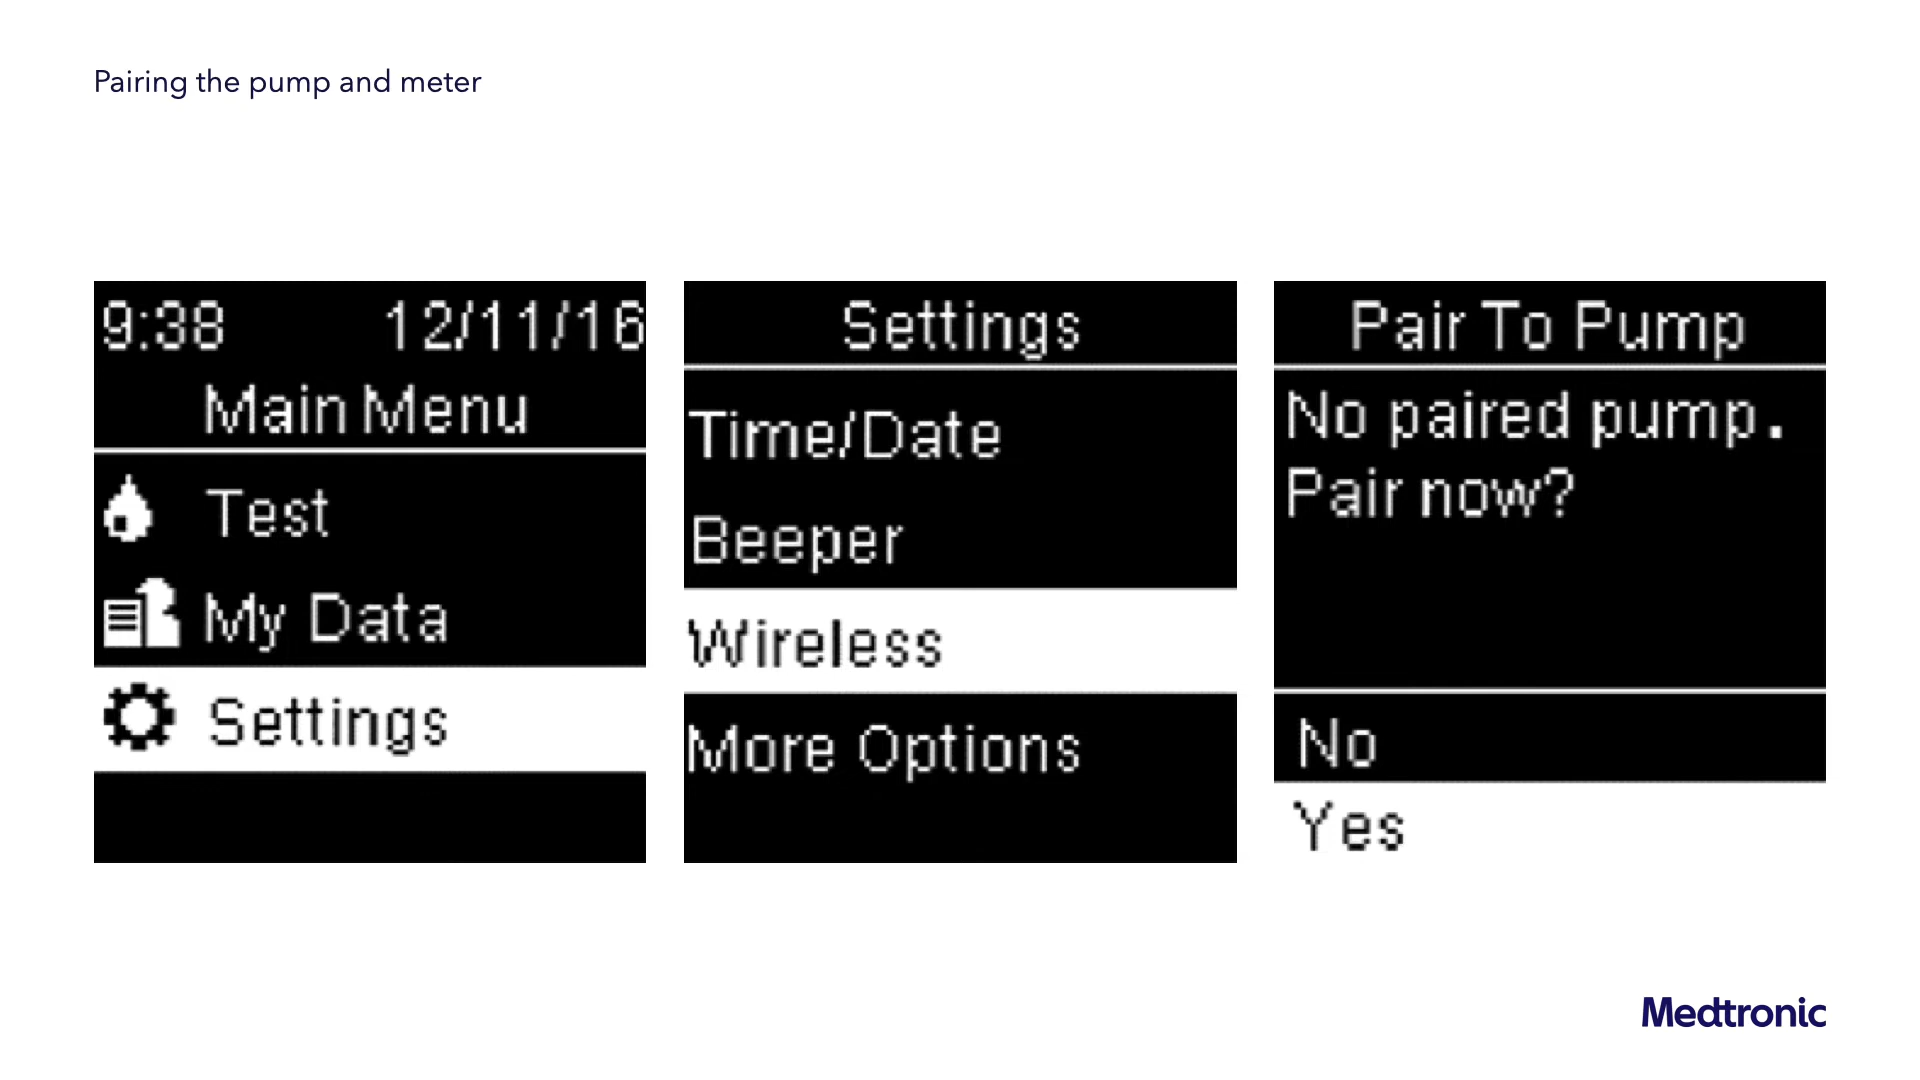 Pairing the pump and meter
9:38 12/11/16
Main Menu
Test
My Data
Settings
Settings
Time/Date
Beeper
Wireless
More Options
Pair To Pump
No paired pump.
Pair now?
No
Yes
Medtronic